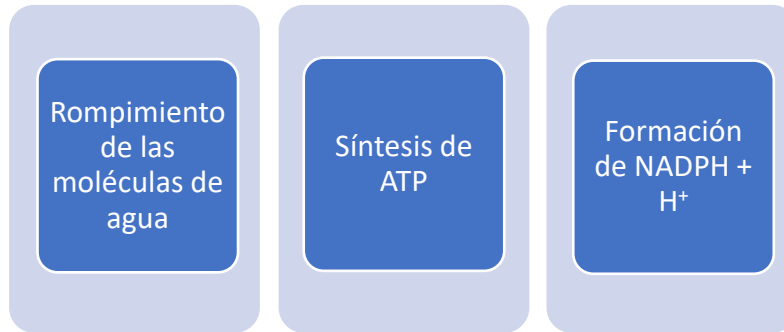 Rompimiento
de las
moléculas de
agua
Síntesis de
ATP
Formación
de NADPH +
H⁺